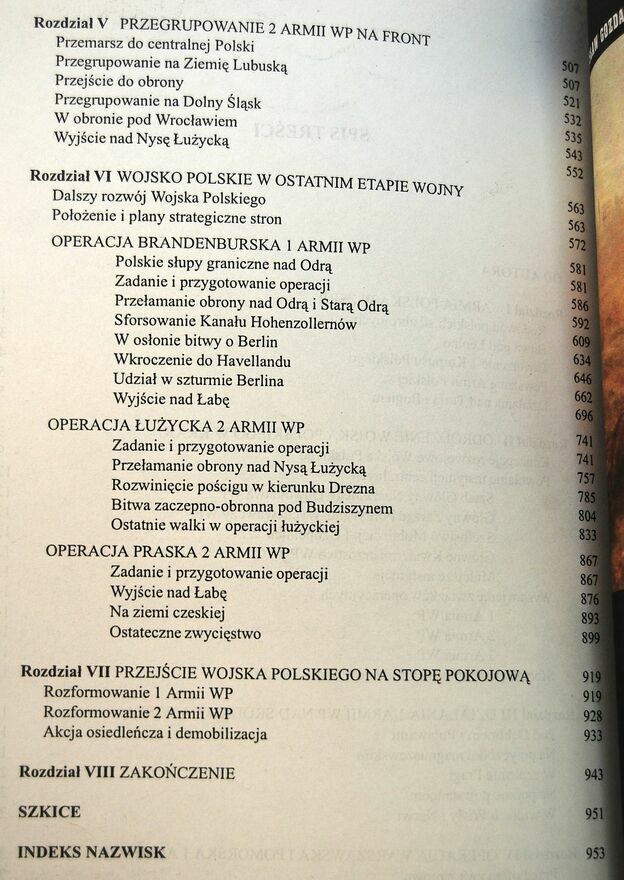 Rozdział V PRZEGRUPOWANIE 2 ARMII WP NA FRONT 507
Przemarsz do centralnej Polski 507
Przegrupowanie na Ziemię Lubuską 521
Przejście do obrony 532
Przegrupowanie na Dolny Śląsk 535
W obronie pod Wrocławiem 543
Wyjście nad Nysę Łużycką 552
Rozdział VI WOJSKO POLSKIE W OSTATNIM ETAPIE WOJNY 563
Dalszy rozwój Wojska Polskiego 563
Położenie i plany strategiczne stron 572
OPERACJA BRANDENBURSKA 1 ARMII WP 581
Polskie słupy graniczne nad Odrą 581
Zadanie i przygotowanie operacji 586
Przełamanie obrony nad Odrą i Starą Odrą 592
Sforsowanie Kanału Hohenzollernów 609
W osłonie bitwy o Berlin 634
Wkroczenie do Havellandu 646
Udział w szturmie Berlina 662
Wyjście nad Łabę 696
OPERACJA ŁUŻYCKA 2 ARMII WP 741
Zadanie i przygotowanie operacji 741
Przełamanie obrony nad Nysą Łużycką 757
Rozwinięcie pościgu w kierunku Drezna 785
Bitwa zaczepno-obronna pod Budziszynem 804
Ostatnie walki w operacji łużyckiej 833
OPERACJA PRASKA 2 ARMII WP 867
Zadanie i przygotowanie operacji 867
Wyjście nad Łabę 876
Na ziemi czeskiej 893
Ostateczne zwycięstwo 899
Rozdział VII PRZEJŚCIE WOJSKA POLSKIEGO NA STOPĘ POKOJOWĄ 919
Rozformowanie 1 Armii WP 919
Rozformowanie 2 Armii WP 928
Akcja osiedleńcza i demobilizacja 933
Rozdział VIII ZAKOŃCZENIE 943
SZKICE 951
INDEKS NAZWISK 953